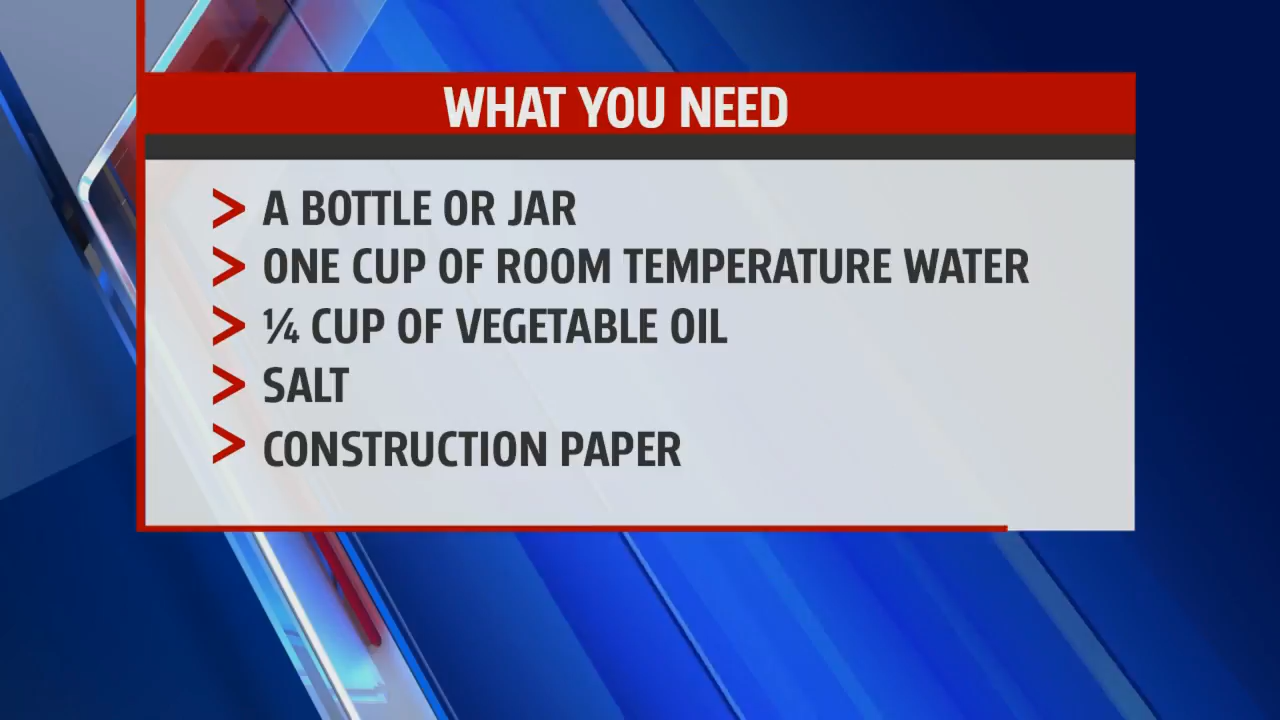 WHAT YOU NEED
> A BOTTLE OR JAR
> ONE CUP OF ROOM TEMPERATURE WATER
> ¼ CUP OF VEGETABLE OIL
> SALT
> CONSTRUCTION PAPER